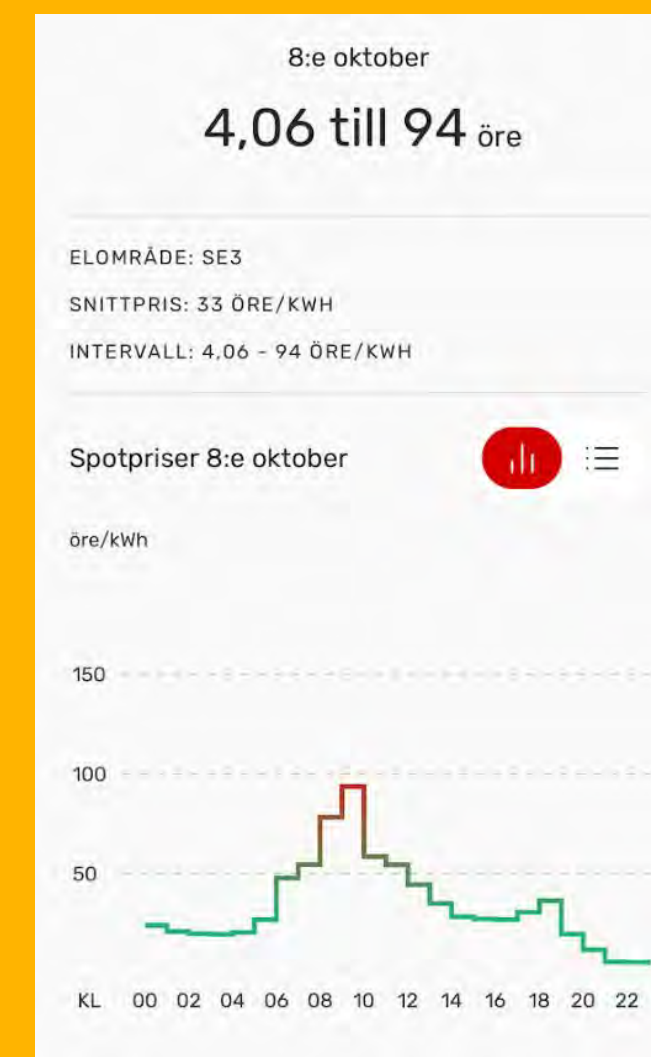 8:e oktober
4,06 till 94 öre
ELOMRÅDE: SE3
SNITTPRIS: 33 ÖRE/KWH
INTERVALL: 4,06 - 94 ÖRE/KWH
Spotpriser 8:e oktober
öre/kWh
150
100
50
KL 00 02 04 06 08 10 12 14 16 18 20 22